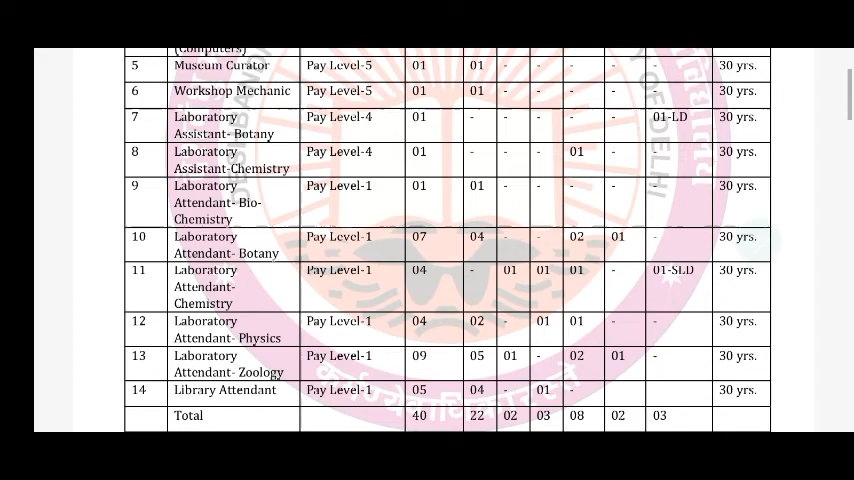 (Computers)
5 Museum Curator Pay Level-5 01 01 - - - - - 30 yrs.
6 Workshop Mechanic Pay Level-5 01 01 - - - - - 30 yrs.
7 Laboratory Pay Level-4 01 - - - - - 01-LD 30 yrs.
Assistant- Botany
8 Laboratory Pay Level-4 01 - - - 01 - - 30 yrs.
Assistant-Chemistry
9 Laboratory Pay Level-1 01 01 - - - - - 30 yrs.
Attendant- Bio-
Chemistry
10 Laboratory Pay Level-1 07 04 - - 02 01 - 30 yrs.
Attendant- Botany
11 Laboratory Pay Level-1 04 - 01 01 01 - 01-SLD 30 yrs.
Attendant-
Chemistry
12 Laboratory Pay Level-1 04 02 - 01 01 - - 30 yrs.
Attendant- Physics
13 Laboratory Pay Level-1 09 05 01 - 02 01 - 30 yrs.
Attendant- Zoology
14 Library Attendant Pay Level-1 05 04 - 01 - 30 yrs.
Total 40 22 02 03 08 02 03
OF DELHI